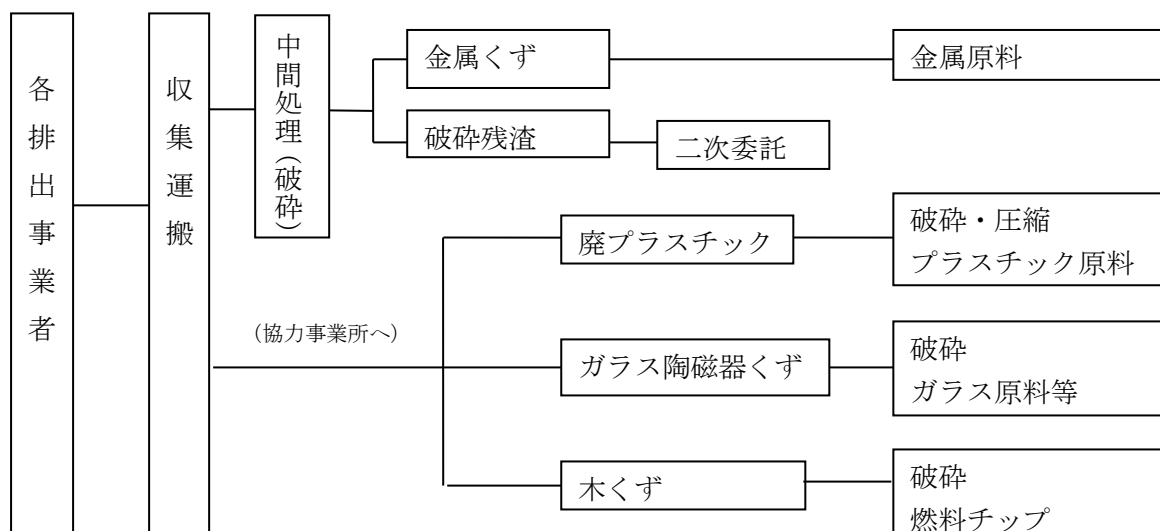 各排出事業者
収集運搬
中間処理(破砕)
金属くず
金属原料
破砕残渣
二次委託
廃プラスチック
破砕・圧縮
プラスチック原料
(協力事業所へ)
ガラス陶磁器くず
破砕
ガラス原料等
木くず
破砕
燃料チップ